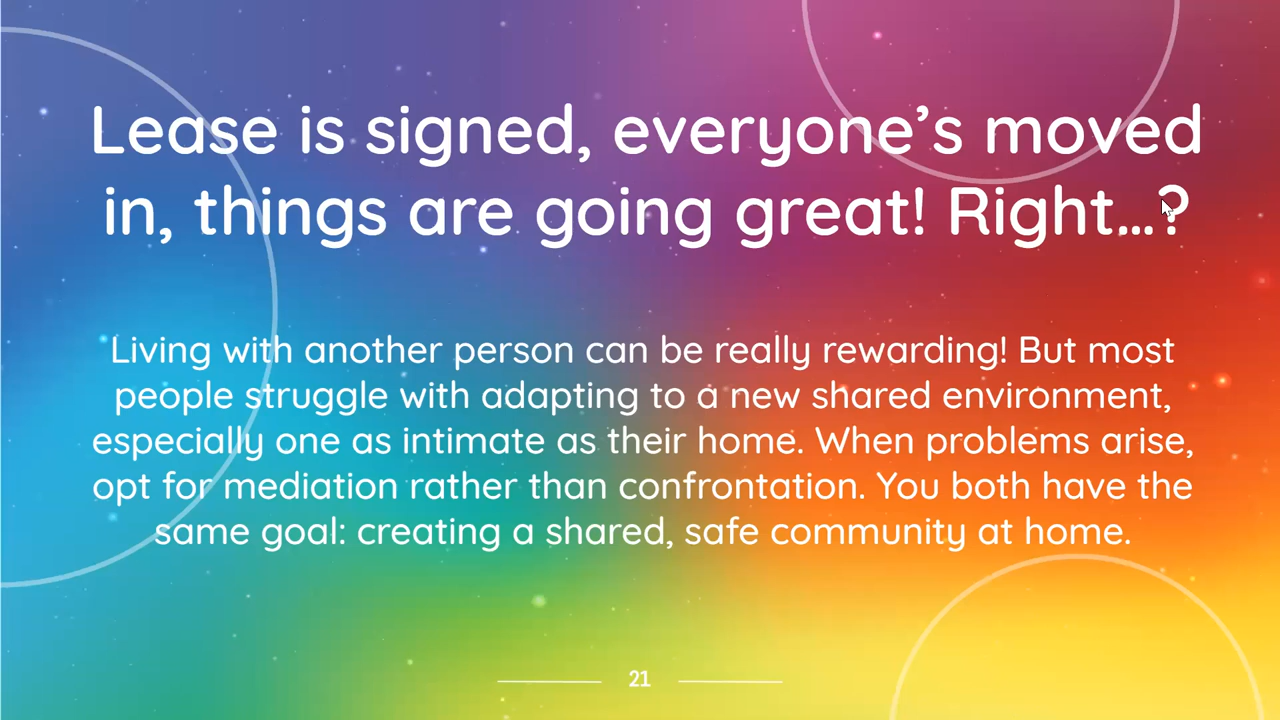 Lease is signed, everyone’s moved
in, things are going great! Right...?
Living with another person can be really rewarding! But most
people struggle with adapting to a new shared environment,
especially one as intimate as their home. When problems arise,
opt for mediation rather than confrontation. You both have the
same goal: creating a shared, safe community at home.
21